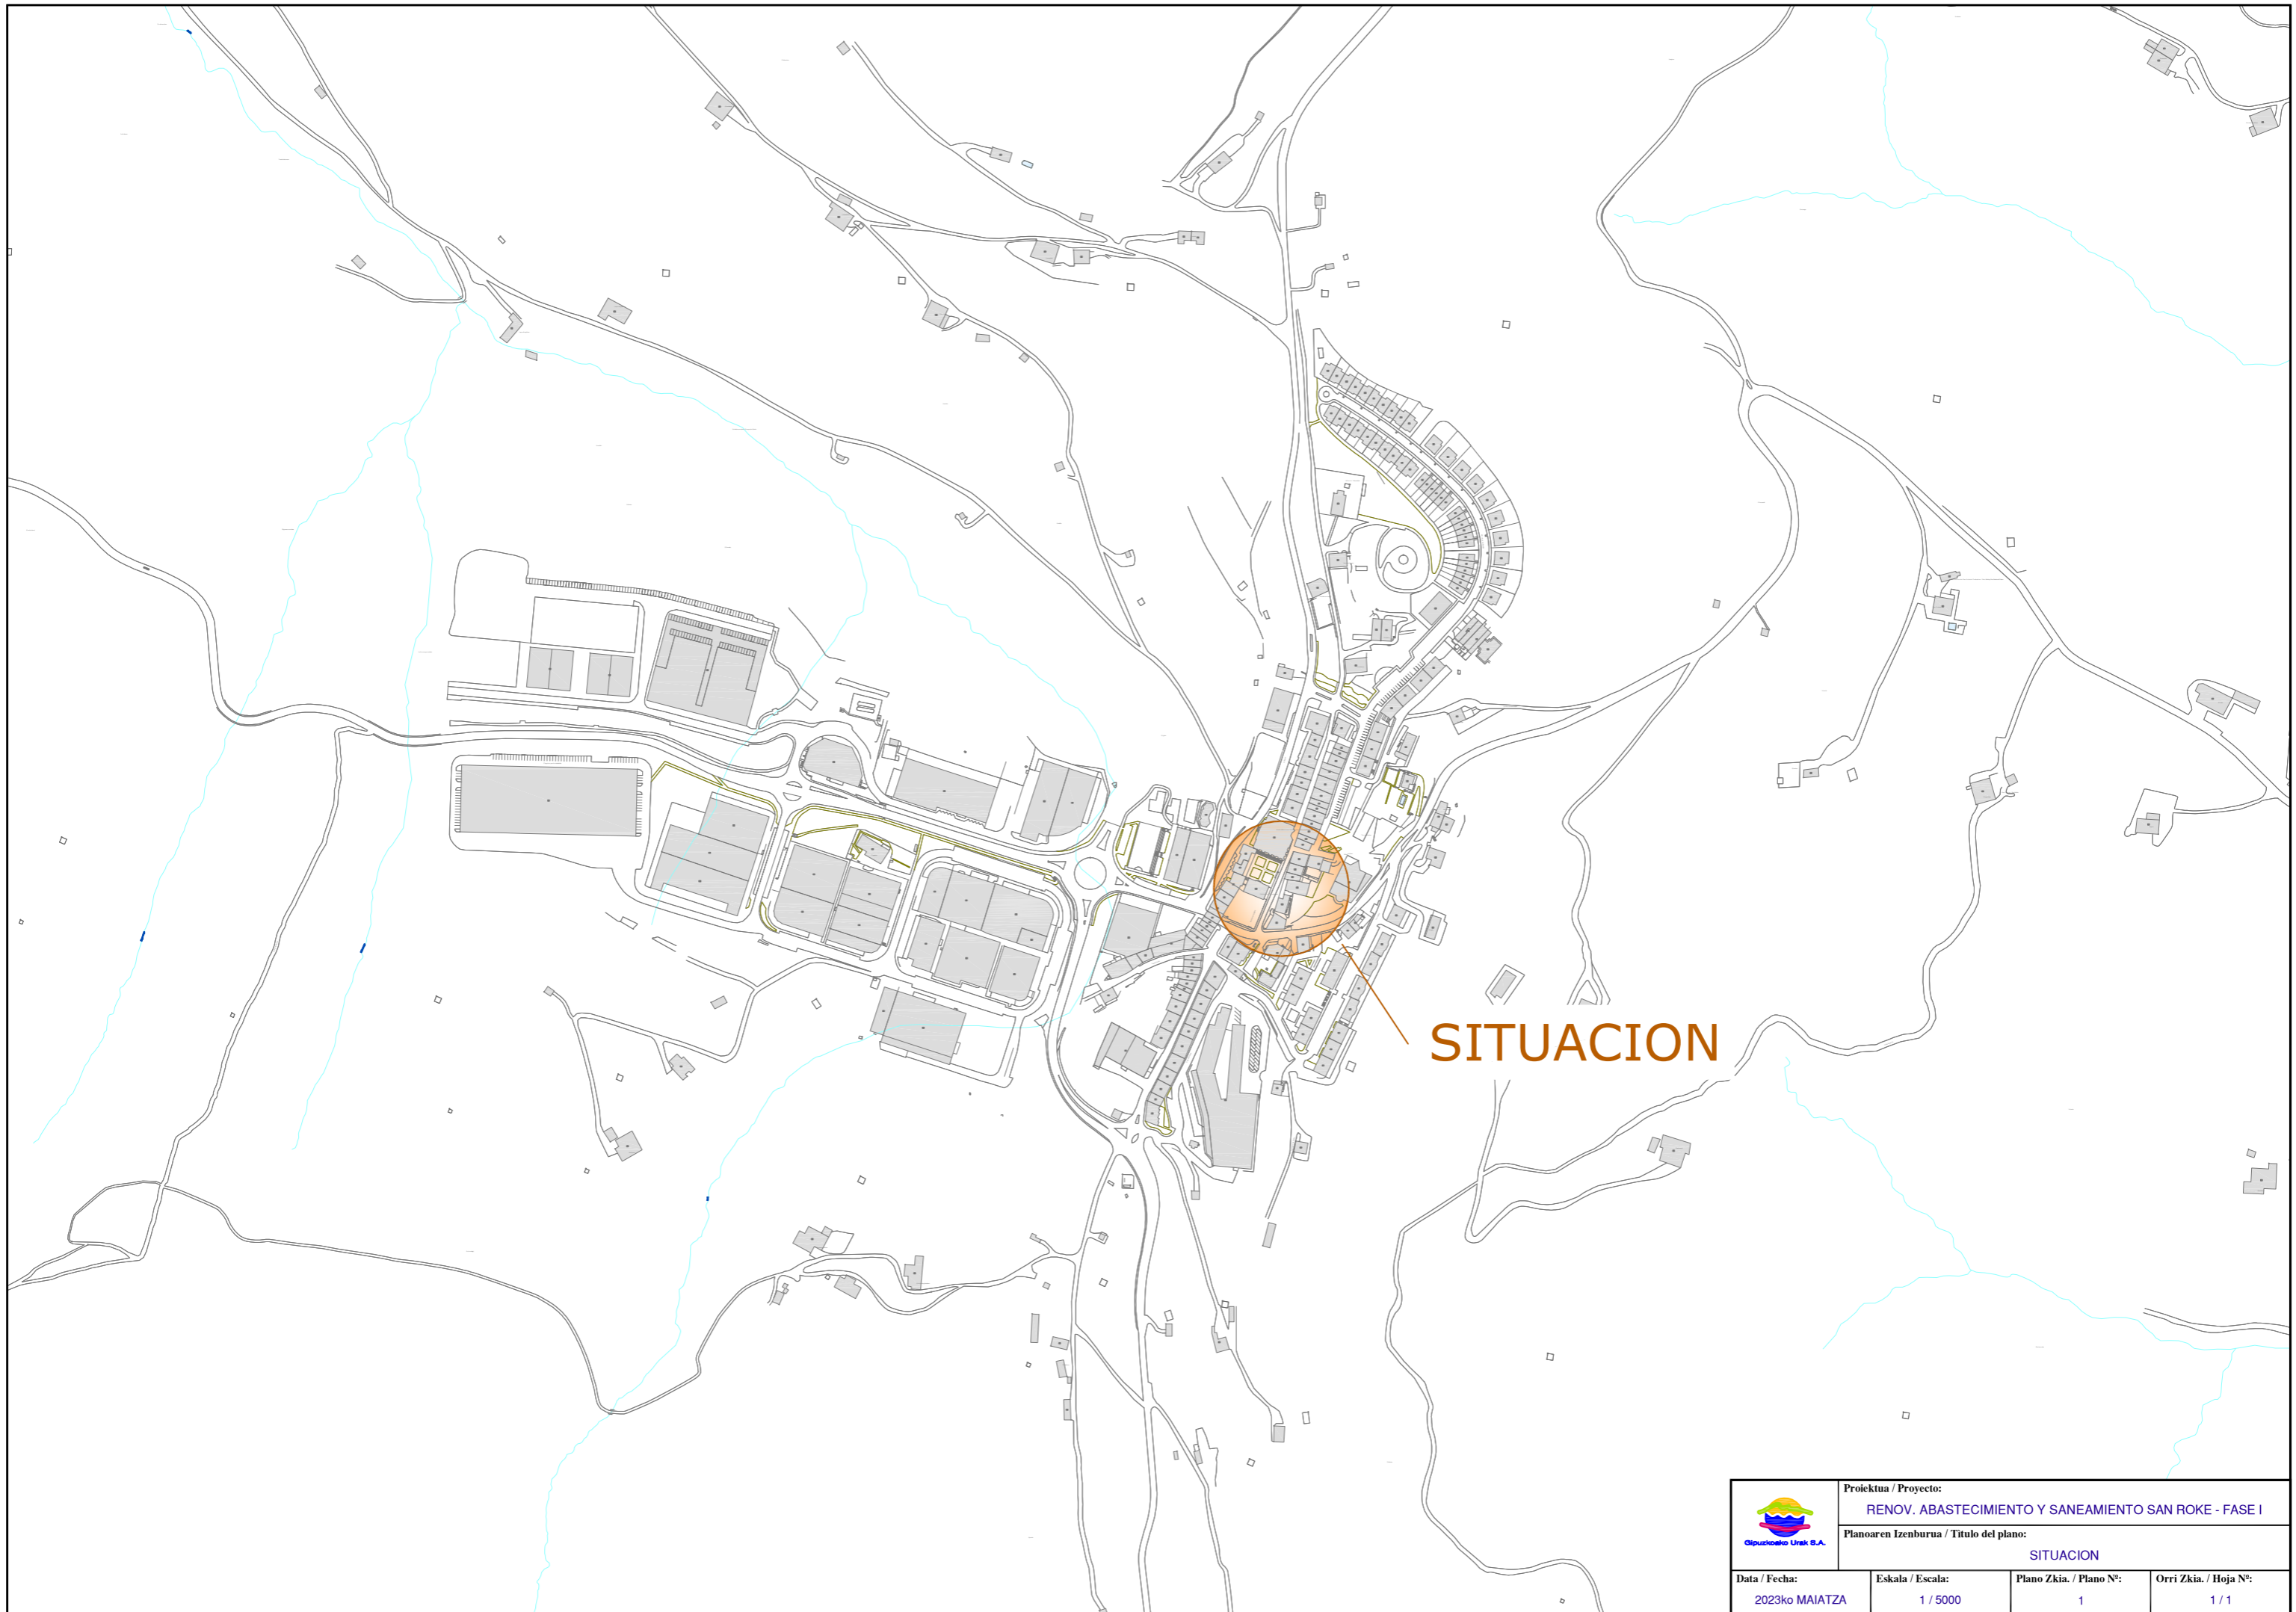 SITUACION
Proiektua / Proyecto:
RENOV. ABASTECIMIENTO Y SANEAMIENTO SAN ROKE - FASE I
Planoaren Izenburua / Titulo del plano:
SITUACION
Gipuzkoako Urak S.A.
Data / Fecha:
2023ko MAIATZA
Eskala / Escala:
1 / 5000
Plano Zkia. / Plano Nº:
1
Orri Zkia. / Hoja Nº:
1 / 1